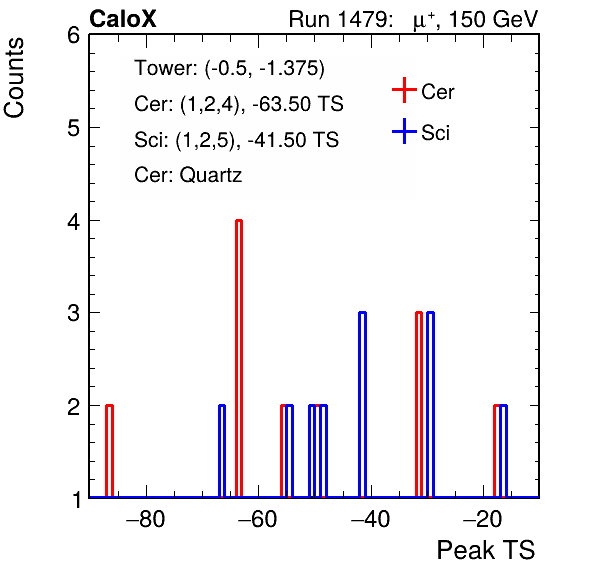 CaloX Run 1479: μ⁺, 150 GeV
Counts
6
5
4
3
2
1
Tower: (-0.5, -1.375)
Cer: (1,2,4), -63.50 TS
Sci: (1,2,5), -41.50 TS
Cer: Quartz
Cer
Sci
−80 −60 −40 −20
Peak TS